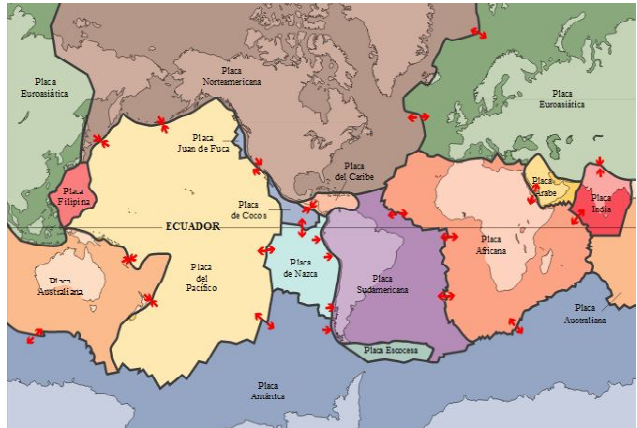 Placa
Euroasiática
Placa
Norteamericana
Placa
Euroasiática
Placa
Juan de Fuca
Placa
del Caribe
Placa
Filipina
Placa
de Cocos
ECUADOR
Placa
Arabe
Placa
India
Placa
Australiana
Placa
del
Pacífico
Placa
de Nazca
Placa
Sudamericana
Placa
Africana
Placa
Australiana
Placa Escocesa
Placa
Antártica